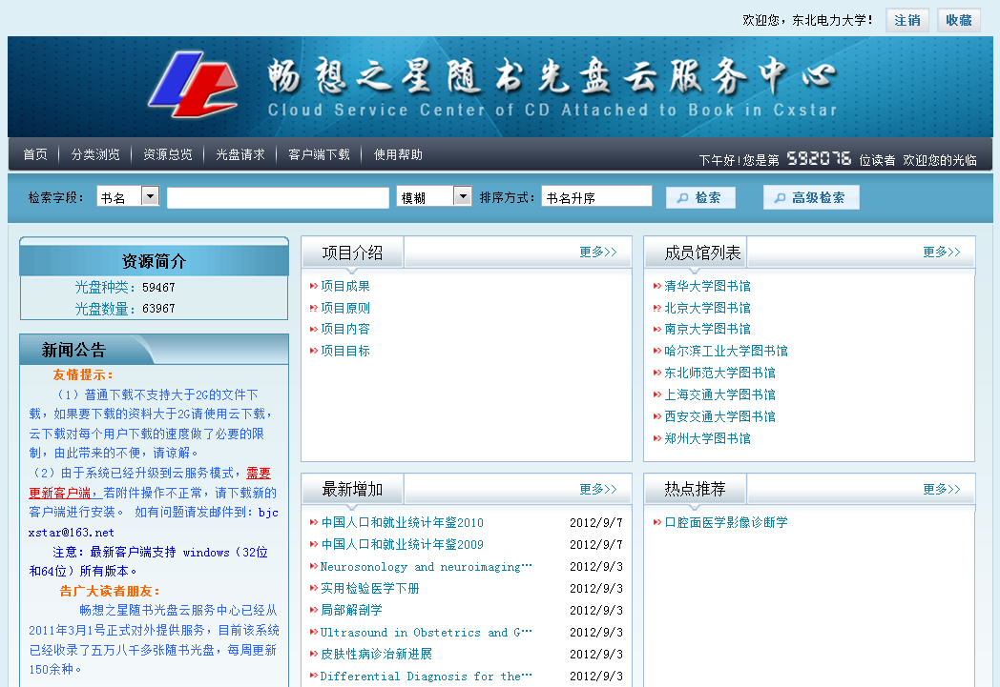 欢迎您，东北电力大学！ 注销 收藏
畅想之星随书光盘云服务中心
Cloud Service Center of CD Attached to Book in Cxstar
首页 分类浏览 资源总览 光盘请求 客户端下载 使用帮助
下午好!您是第 592076 位读者 欢迎您的光临
检索字段： 书名 模糊 排序方式： 书名升序 检索 高级检索
资源简介
光盘种类：59467
光盘数量：63967
新闻公告
友情提示：
（1）普通下载不支持大于2G的文件下
载，如果要下载的资料大于2G请使用云下载，
云下载对每个用户下载的速度做了必要的限
制，由此带来的不便，请谅解。
（2）由于系统已经升级到云服务模式，需要
更新客户端，若附件操作不正常，请下载新的
客户端进行安装。 如有问题请发邮件到：bjc
xstar@163.net
注意：最新客户端支持 windows（32位
和64位）所有版本。
告广大读者朋友：
畅想之星随书光盘云服务中心已经从
2011年3月1号正式对外提供服务，目前该系统
已经收录了五万八千多张随书光盘，每周更新
150余种。
项目介绍 更多>>
项目成果
项目原则
项目内容
项目目标
成员馆列表 更多>>
清华大学图书馆
北京大学图书馆
南京大学图书馆
哈尔滨工业大学图书馆
东北师范大学图书馆
上海交通大学图书馆
西安交通大学图书馆
郑州大学图书馆
最新增加 更多>>
中国人口和就业统计年鉴2010 2012/9/7
中国人口和就业统计年鉴2009 2012/9/7
Neurosonology and neuroimaging… 2012/9/3
实用检验医学下册 2012/9/3
局部解剖学 2012/9/3
Ultrasound in Obstetrics and G… 2012/9/3
皮肤性病诊治新进展 2012/9/3
Differential Diagnosis for the… 2012/9/3
热点推荐 更多>>
口腔面医学影像诊断学